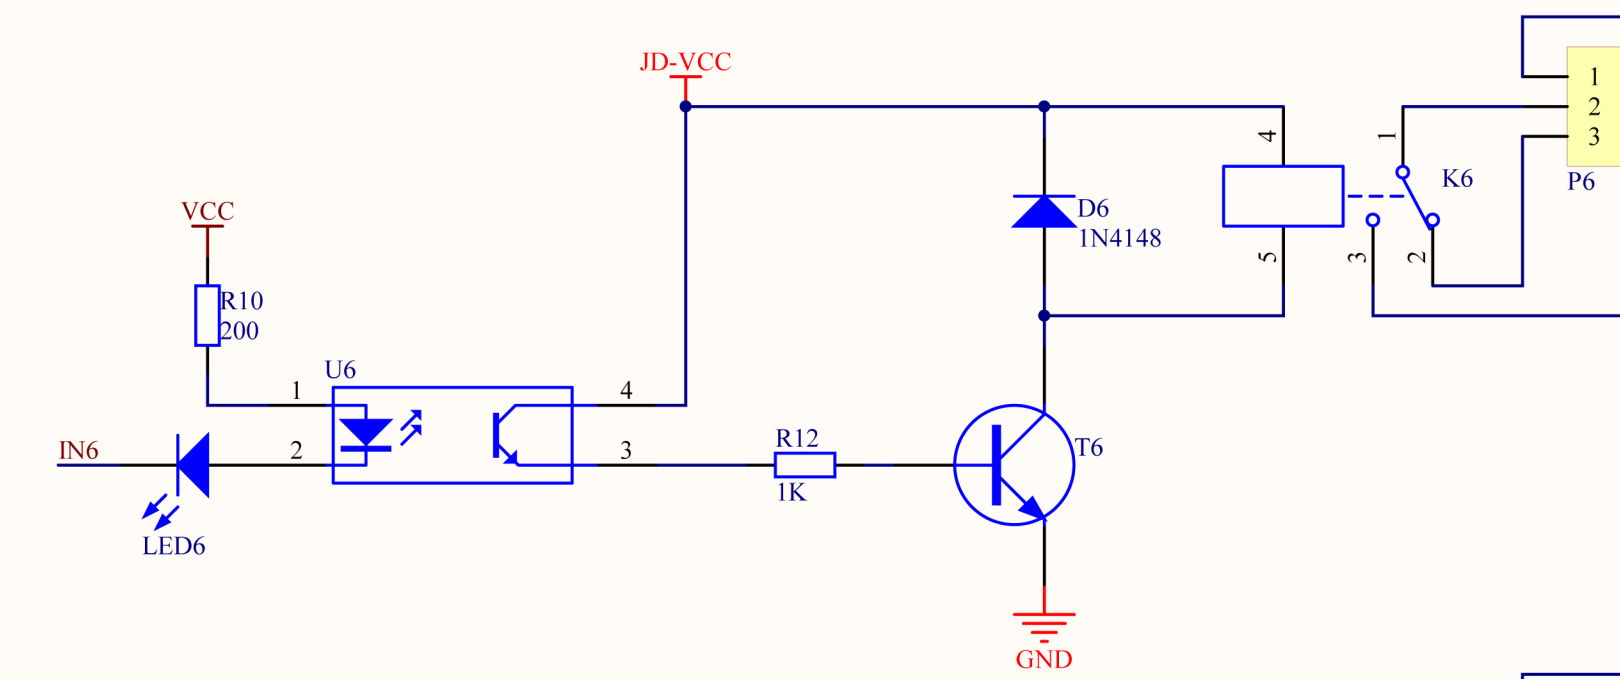 JD-VCC
1
2
3
P6
4
5
1
3
2
K6
VCC
D6
1N4148
R10
200
U6
1
2
4
3
IN6
LED6
R12
1K
T6
GND